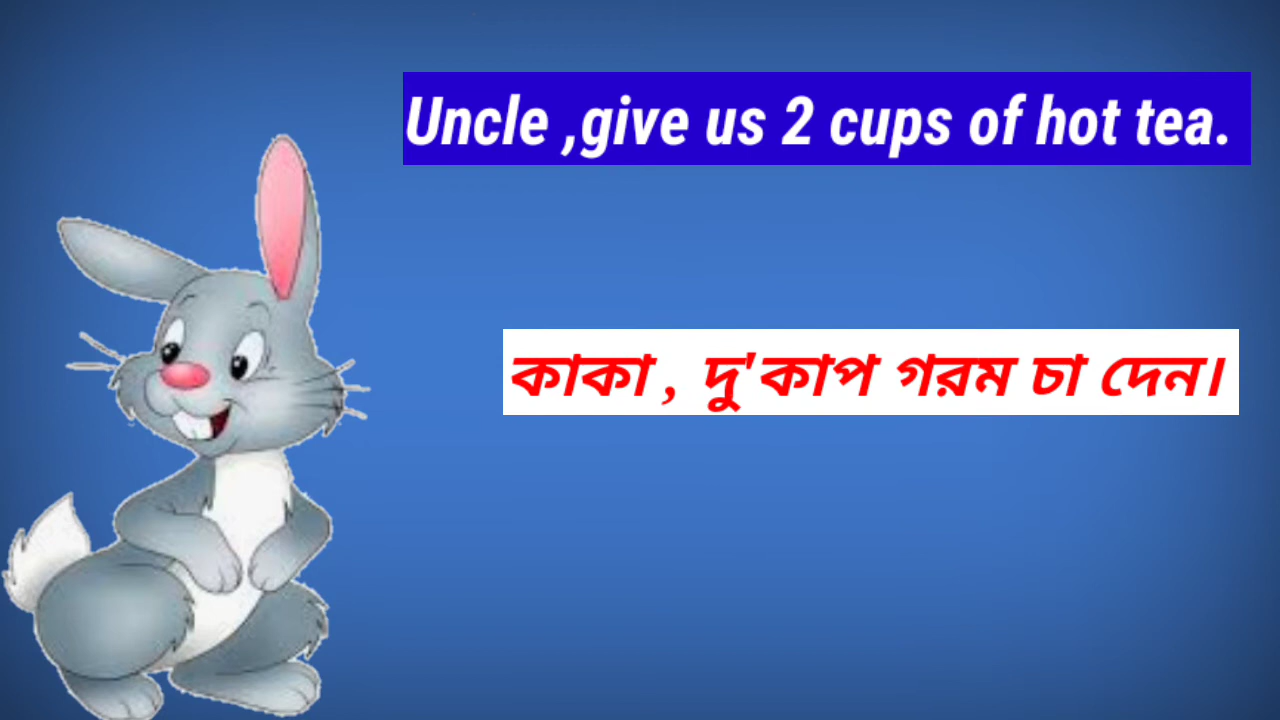 Uncle ,give us 2 cups of hot tea.
কাকা , দু'কাপ গরম চা দেন।